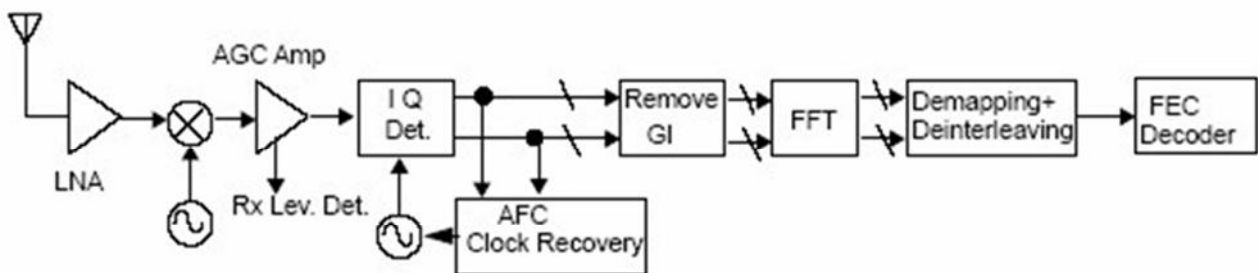 AGC Amp
LNA
Rx Lev. Det.
I Q
Det.
AFC
Clock Recovery
Remove
GI
FFT
Demapping+
Deinterleaving
FEC
Decoder